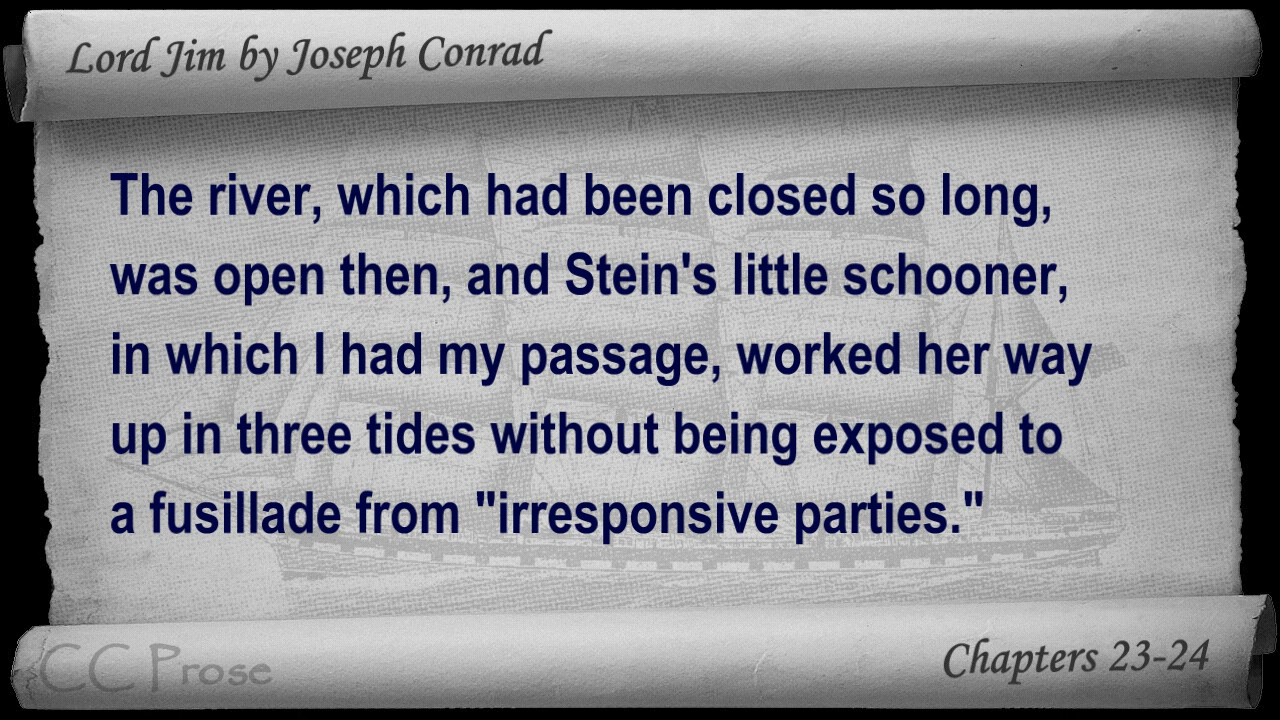 Lord Jim by Joseph Conrad
The river, which had been closed so long,
was open then, and Stein's little schooner,
in which I had my passage, worked her way
up in three tides without being exposed to
a fusillade from "irresponsive parties."
CC Prose
Chapters 23-24